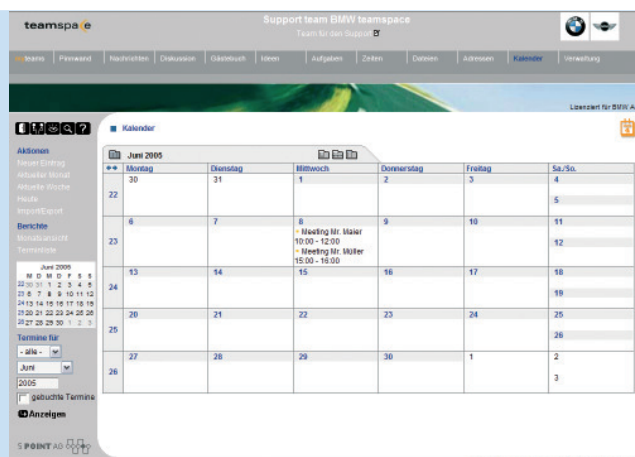 teamspace
Support team BMW teamspace
Team für den Support
myteams Pinnwand Nachrichten Diskussion Gästebuch Ideen Aufgaben Zeiten Dateien Adressen Kalender Verwaltung
Lizenziert für BMW A
Kalender
Aktionen
Neuer Eintrag
Aktueller Monat
Aktuelle Woche
Heute
Import/Export
Berichte
Monatsansicht
Terminliste
Juni 2005
M D M D F S S
22 30 31 1 2 3 4 5
23 6 7 8 9 10 11 12
24 13 14 15 16 17 18 19
25 20 21 22 23 24 25 26
26 27 28 29 30 1 2 3
Termine für
- alle -
Juni
2005
gebuchte Termine
Anzeigen
5 POINT AG
Juni 2005
Montag Dienstag Mittwoch Donnerstag Freitag Sa./So.
22 30 31 1 2 3 4
5
23 6 7 8 9 10 11
Meeting Mr. Maier
10:00 - 12:00
12
Meeting Mr. Müller
15:00 - 16:00
24 13 14 15 16 17 18
19
25 20 21 22 23 24 25
26
26 27 28 29 30 1 2
3